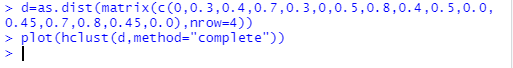 > d=as.dist(matrix(c(0,0.3,0.4,0.7,0.3,0,0.5,0.8,0.4,0.5,0.0,
0.45,0.7,0.8,0.45,0.0),nrow=4))
> plot(hclust(d,method="complete"))
>